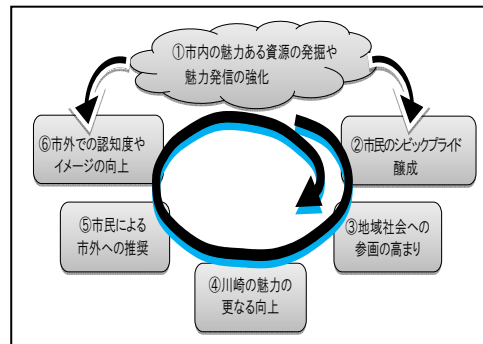 ①市内の魅力ある資源の発掘や
魅力発信の強化
⑥市外での認知度や
イメージの向上
②市民のシビックプライド
醸成
⑤市民による
市外への推奨
③地域社会への
参画の高まり
④川崎の魅力の
更なる向上